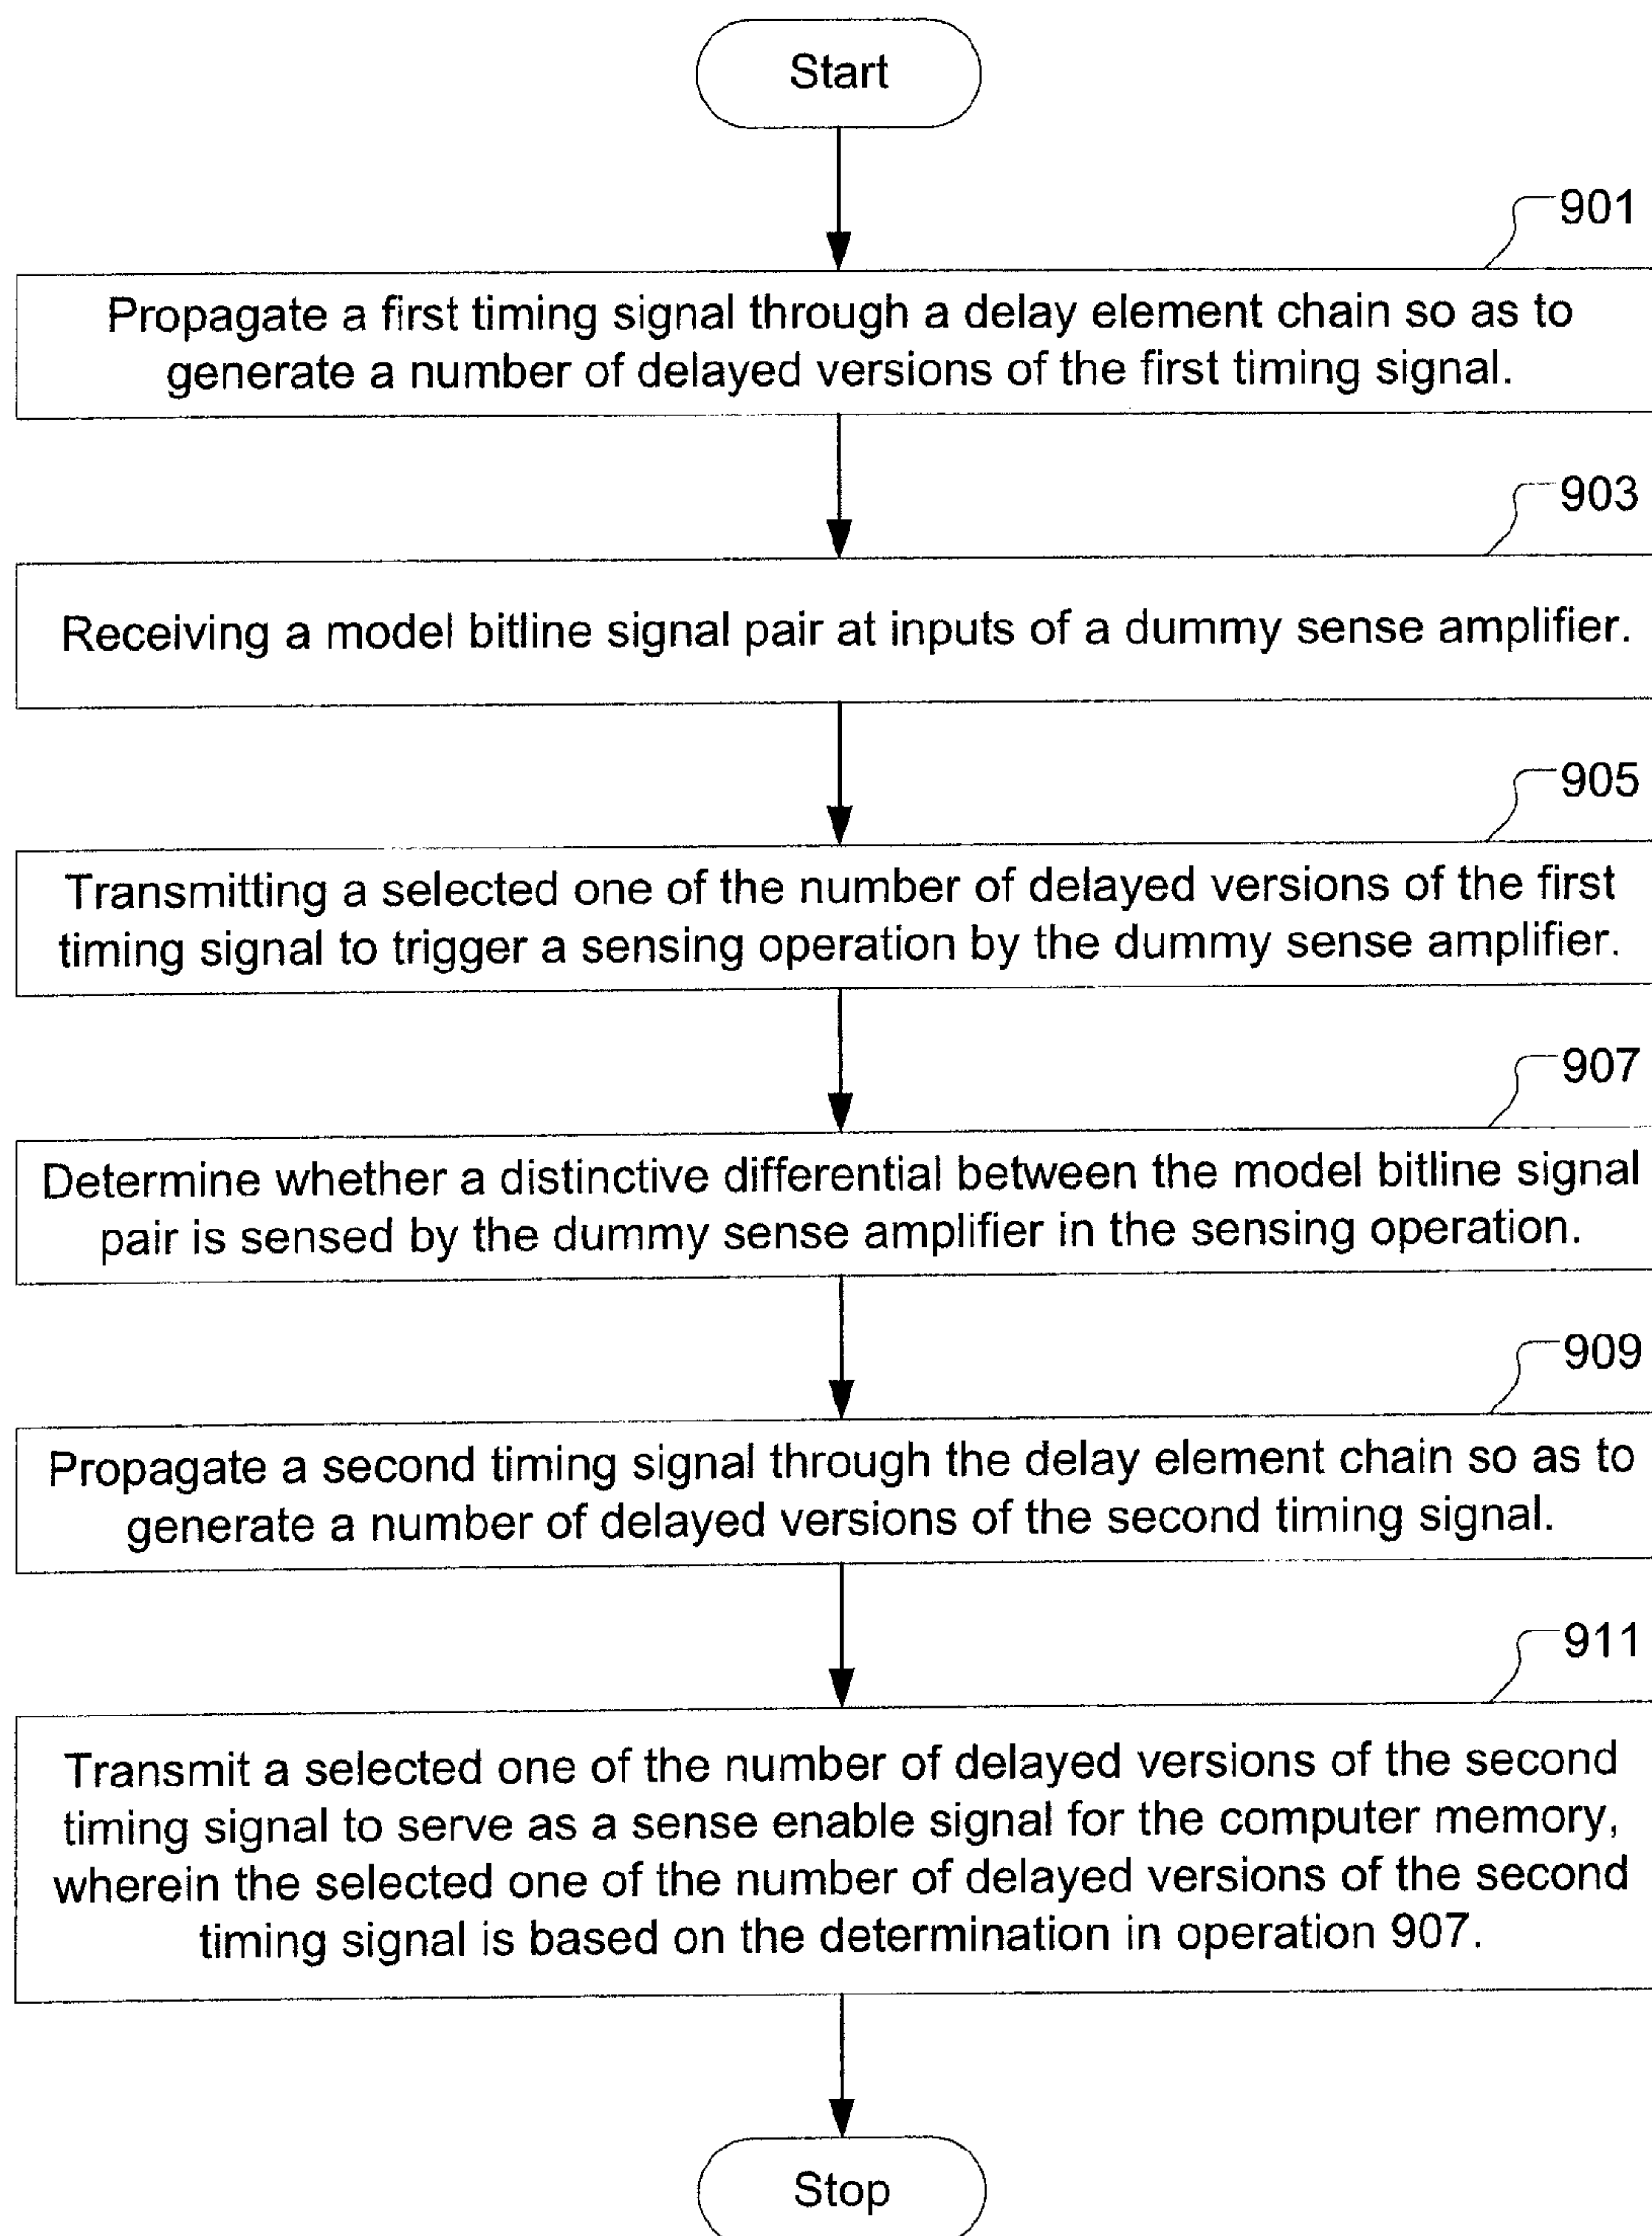 Start
901
Propagate a first timing signal through a delay element chain so as to
generate a number of delayed versions of the first timing signal.
903
Receiving a model bitline signal pair at inputs of a dummy sense amplifier.
905
Transmitting a selected one of the number of delayed versions of the first
timing signal to trigger a sensing operation by the dummy sense amplifier.
907
Determine whether a distinctive differential between the model bitline signal
pair is sensed by the dummy sense amplifier in the sensing operation.
909
Propagate a second timing signal through the delay element chain so as to
generate a number of delayed versions of the second timing signal.
911
Transmit a selected one of the number of delayed versions of the second
timing signal to serve as a sense enable signal for the computer memory,
wherein the selected one of the number of delayed versions of the second
timing signal is based on the determination in operation 907.
Stop